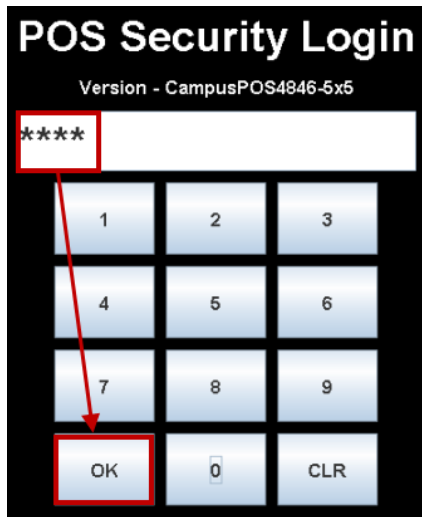 POS Security Login
Version - CampusPOS4846-5x5
****
1 2 3
4 5 6
7 8 9
OK 0 CLR